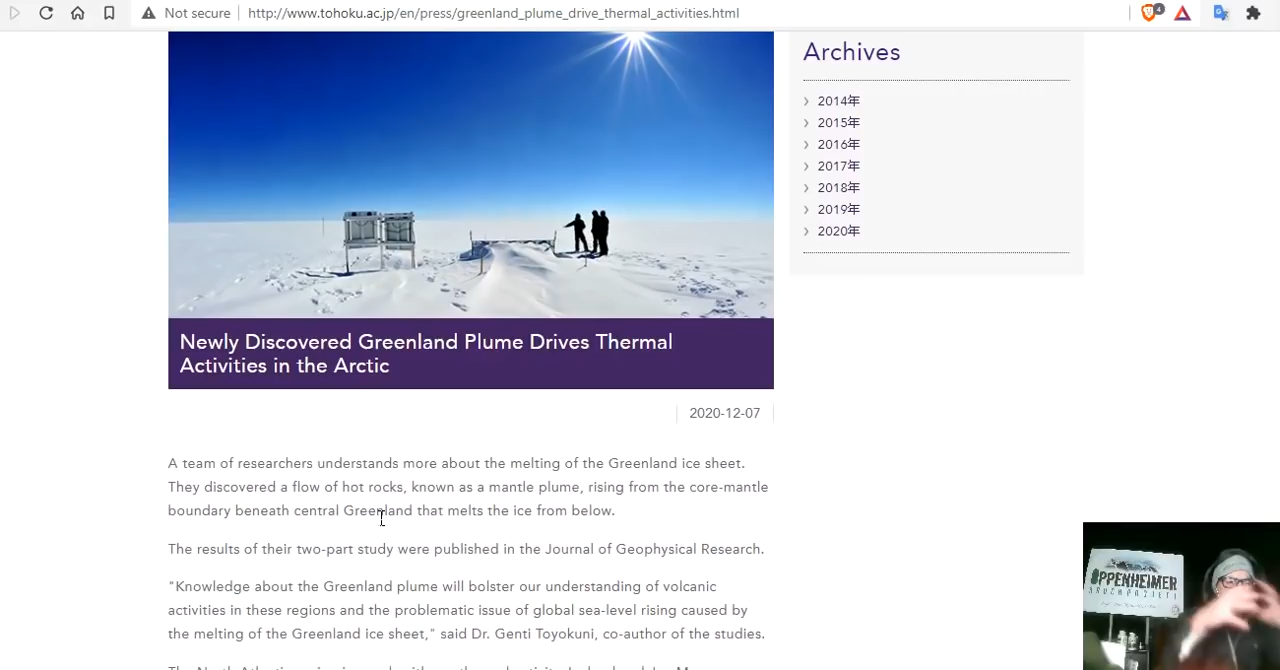 Not secure
http://www.tohoku.ac.jp/en/press/greenland_plume_drive_thermal_activities.html
4
Archives
2014年
2015年
2016年
2017年
2018年
2019年
2020年
Newly Discovered Greenland Plume Drives Thermal
Activities in the Arctic
2020-12-07
A team of researchers understands more about the melting of the Greenland ice sheet.
They discovered a flow of hot rocks, known as a mantle plume, rising from the core-mantle
boundary beneath central Greenland that melts the ice from below.
The results of their two-part study were published in the Journal of Geophysical Research.
"Knowledge about the Greenland plume will bolster our understanding of volcanic
activities in these regions and the problematic issue of global sea-level rising caused by
the melting of the Greenland ice sheet," said Dr. Genti Toyokuni, co-author of the studies.
OPPENHEIMER